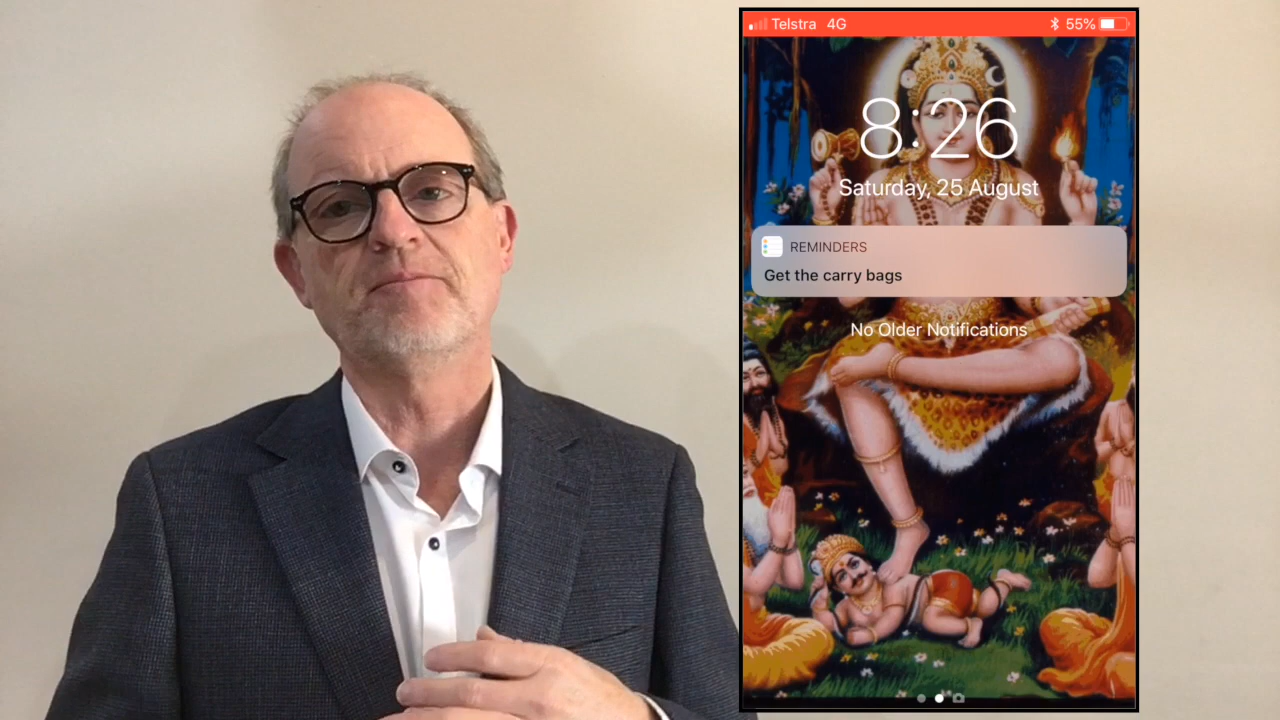 Telstra 4G 55%
8:26
Saturday, 25 August
REMINDERS
Get the carry bags
No Older Notifications